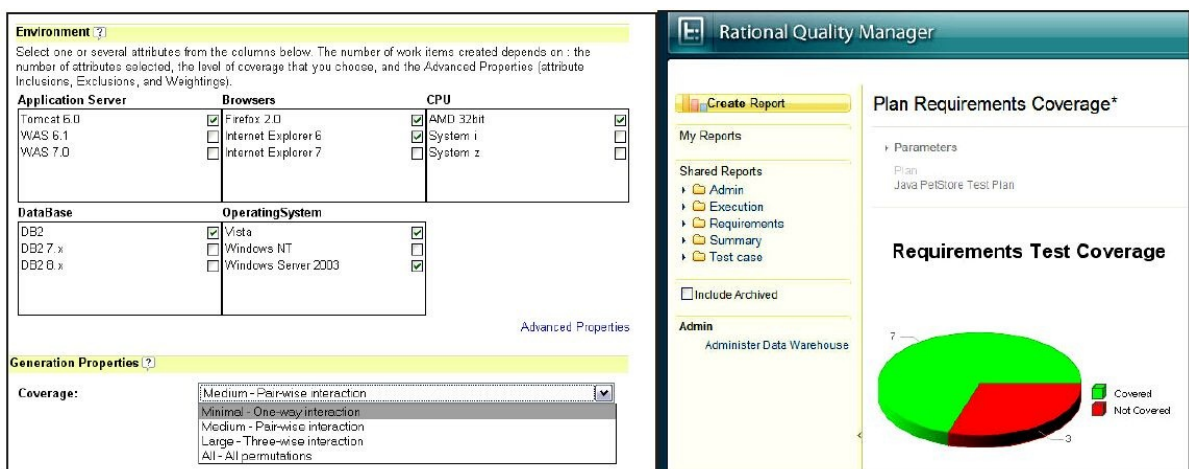 Environment [?]
Select one or several attributes from the columns below. The number of work items created depends on : the
number of attributes selected, the level of coverage that you choose, and the Advanced Properties (attribute
Inclusions, Exclusions, and Weightings).
Application Server Browsers CPU
Tomcat 6.0 Firefox 2.0 AMD 32bit
WAS 6.1 Internet Explorer 6 System i
WAS 7.0 Internet Explorer 7 System z
DataBase OperatingSystem
DB2 Vista
DB2 7.x Windows NT
DB2 8.x Windows Server 2003
Advanced Properties
Generation Properties [?]
Coverage: Medium - Pair-wise interaction
Minimal - One-way interaction
Medium - Pair-wise interaction
Large - Three-wise interaction
All - All permutations
Rational Quality Manager
Create Report
My Reports
Shared Reports
Admin
Execution
Requirements
Summary
Test case
Include Archived
Admin
Administer Data Warehouse
Plan Requirements Coverage*
Parameters
Plan
Java PetStore Test Plan
Requirements Test Coverage
7
Covered
Not Covered
3